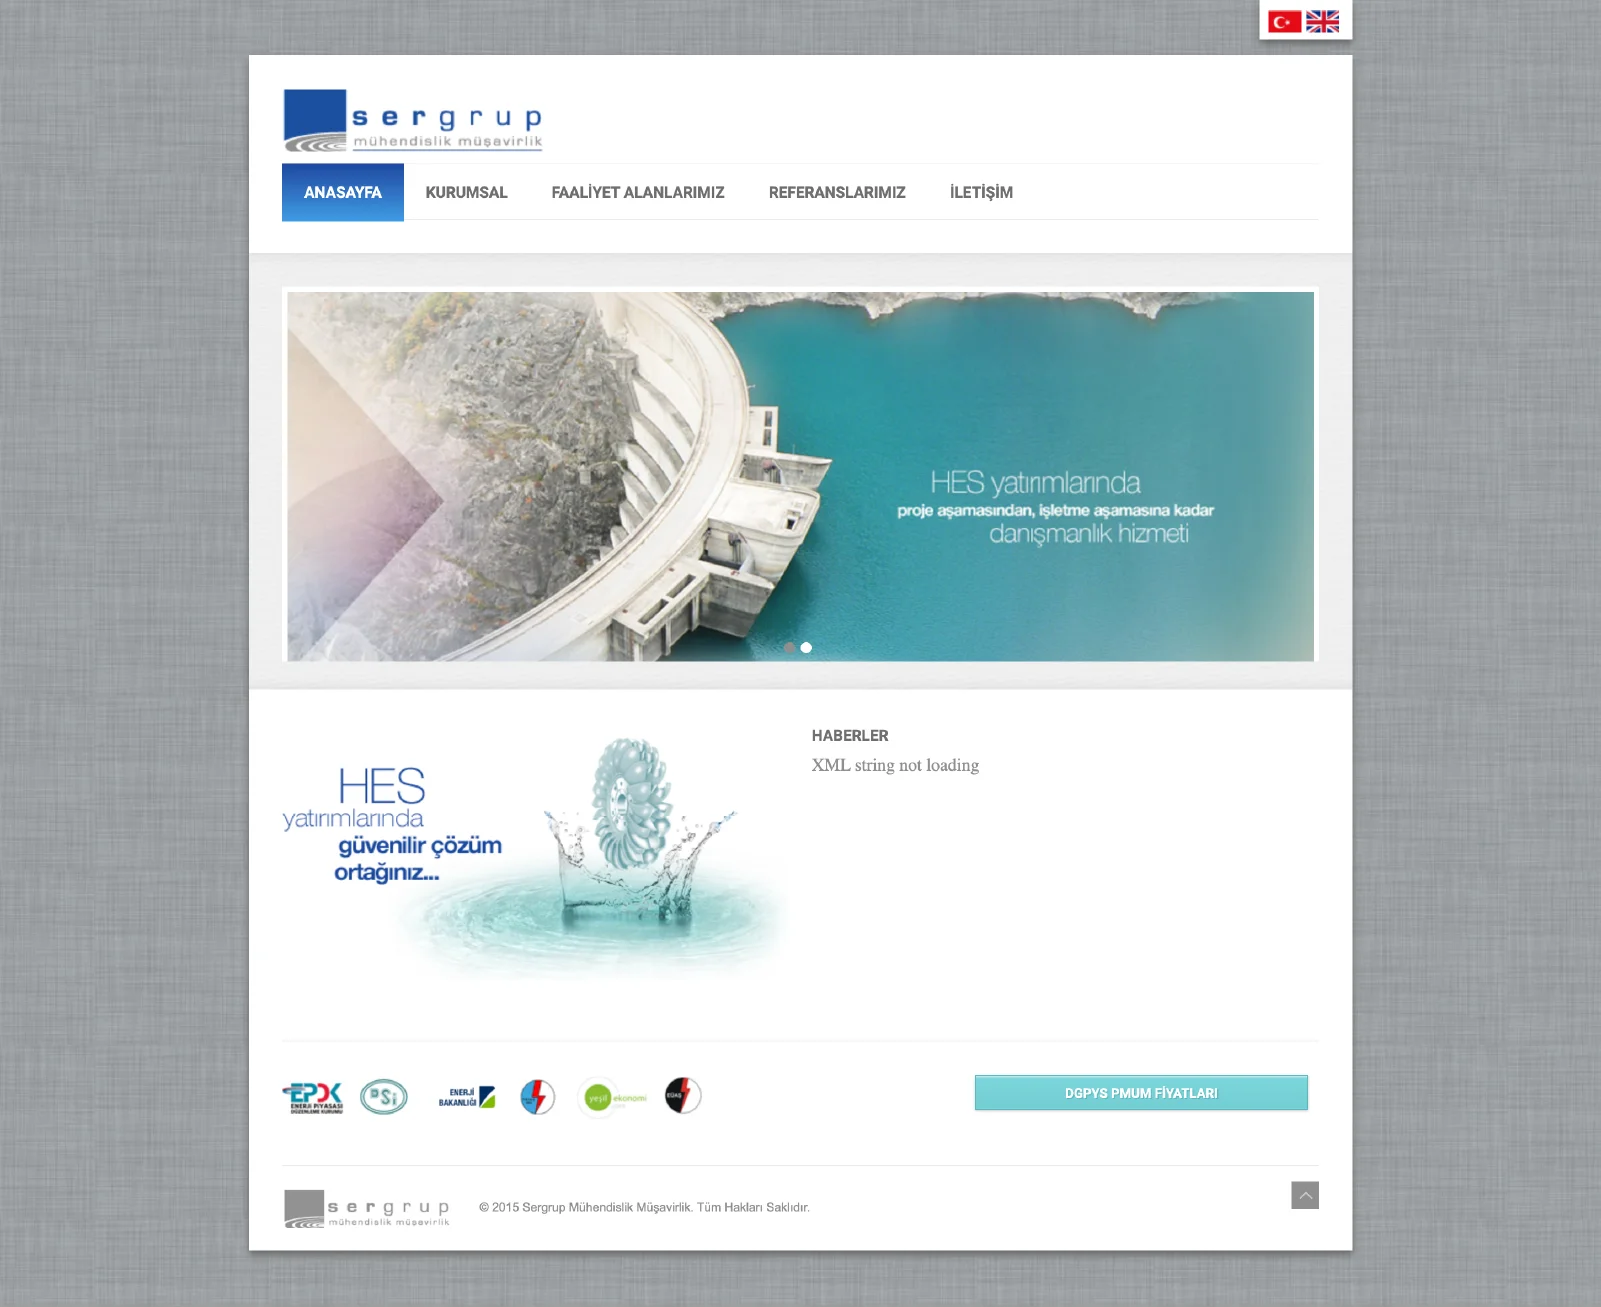 sergrup
mühendislik müşavirlik
ANASAYFA KURUMSAL FAALİYET ALANLARIMIZ REFERANSLARIMIZ İLETİŞİM
HES yatırımlarında
proje aşamasından, işletme aşamasına kadar
danışmanlık hizmeti
HES
yatırımlarında
güvenilir çözüm
ortağınız...
HABERLER
XML string not loading
EPDK
ENERJİ PİYASASI
DÜZENLEME KURUMU
DSİ
ENERJİ
BAKANLIĞI
yeşil ekonomi
EÜAŞ
DGPYS PMUM FİYATLARI
sergrup
mühendislik müşavirlik
© 2015 Sergrup Mühendislik Müşavirlik. Tüm Hakları Saklıdır.